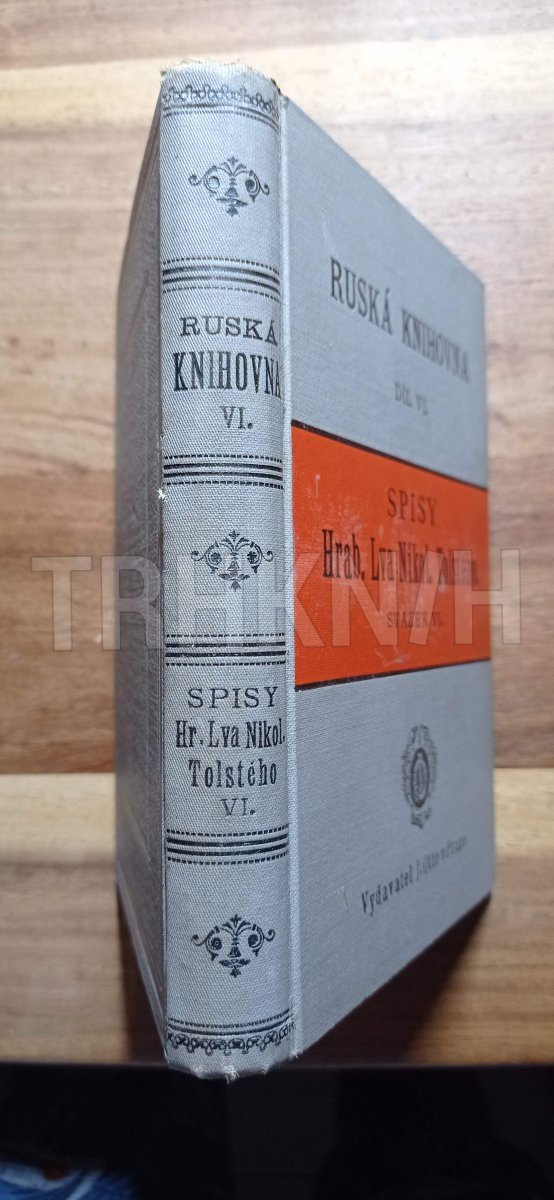 RUSKÁ
KNIHOVNA
VI.
SPISY
Hr. Lva Nikol.
Tolstého
VI.
RUSKÁ KNIHOVNA
DÍL VI.
SPISY
Hrab. Lva Nikol.
SVAZEK VI.
Vydavatel J. Otto v Praze
TRHKNIH